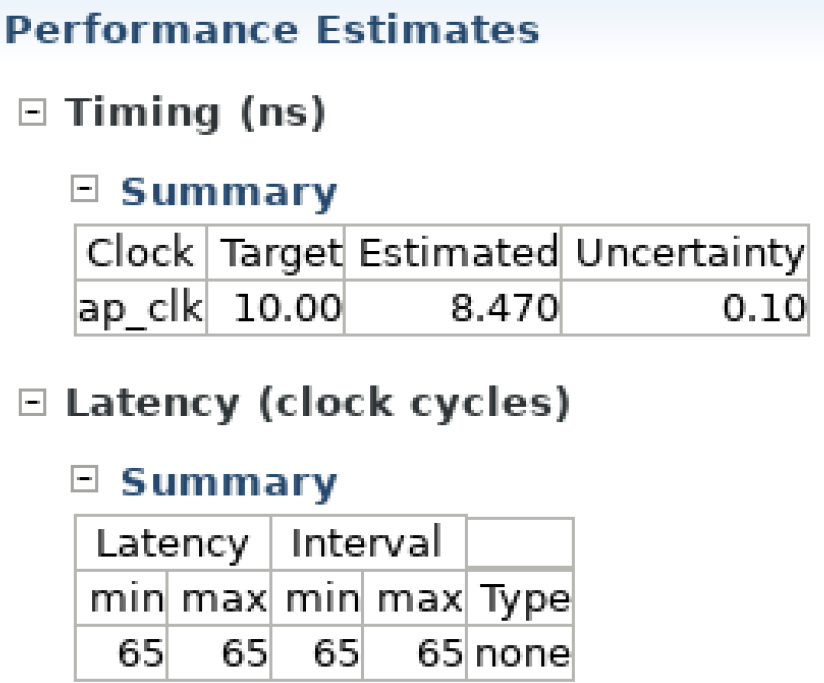 Performance Estimates
Timing (ns)
Summary
Clock Target Estimated Uncertainty
ap_clk 10.00 8.470 0.10
Latency (clock cycles)
Summary
Latency Interval
min max min max Type
65 65 65 65 none